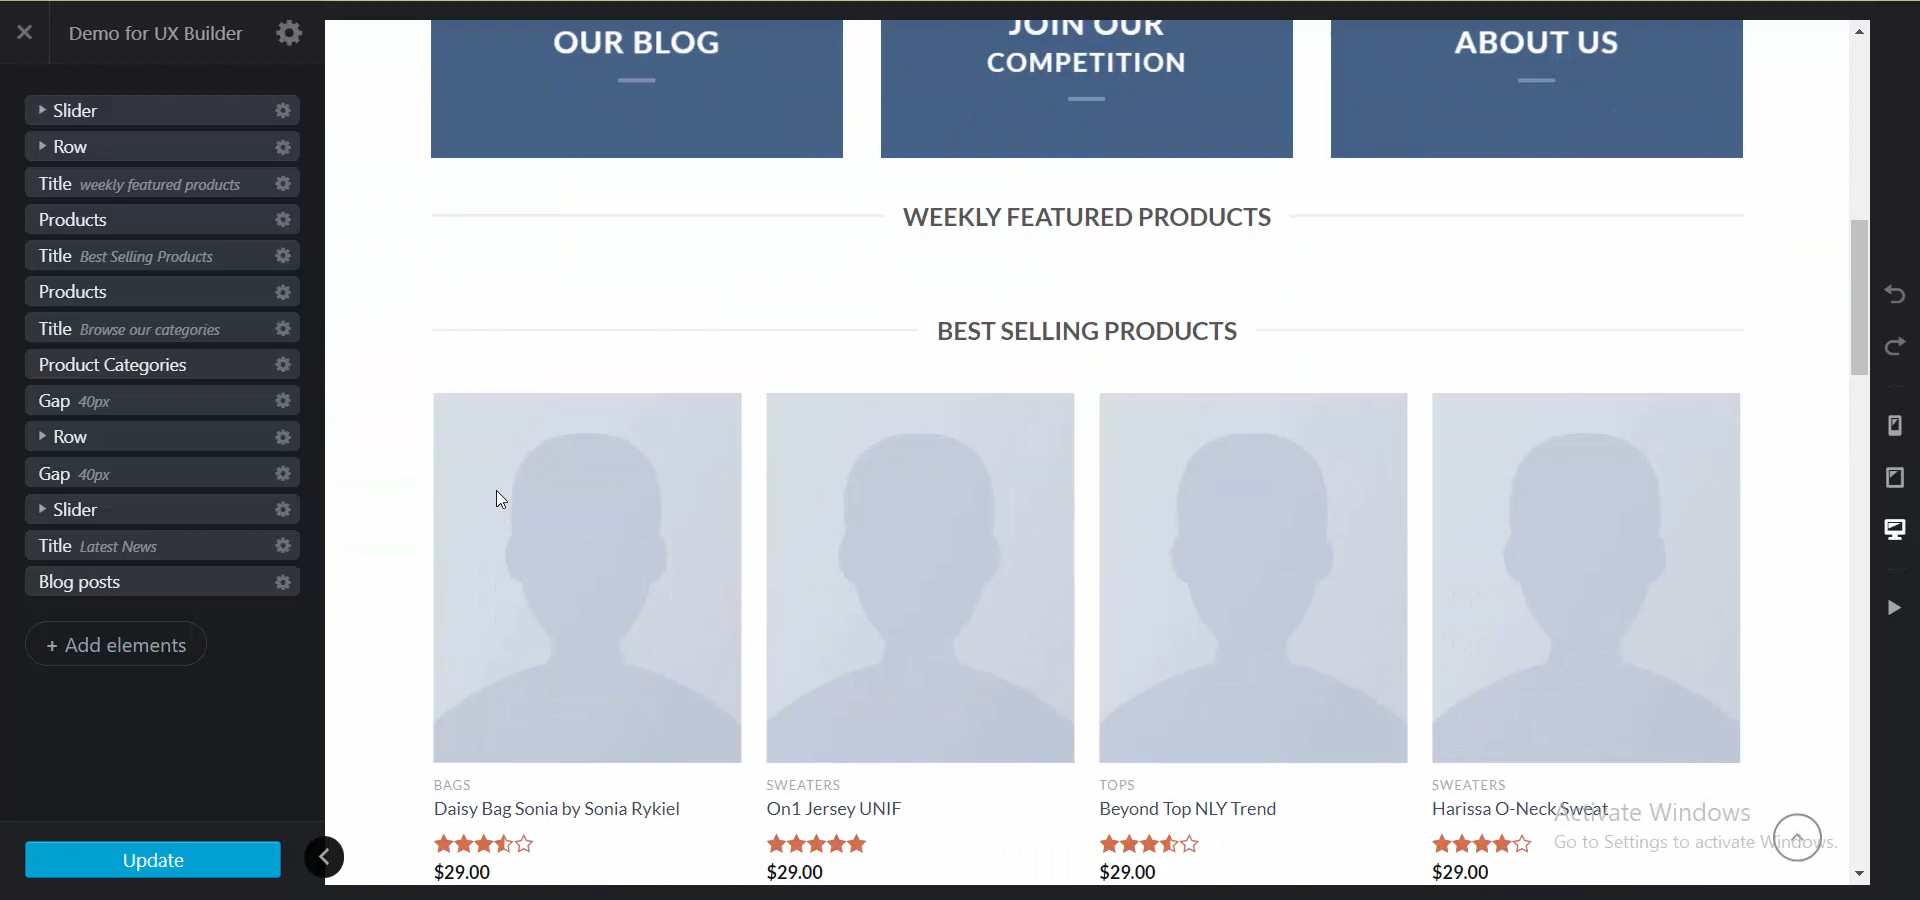 Demo for UX Builder
Slider
Row
Title weekly featured products
Products
Title Best Selling Products
Products
Title Browse our categories
Product Categories
Gap 40px
Row
Gap 40px
Slider
Title Latest News
Blog posts
+ Add elements
Update
OUR BLOG
JOIN OUR
COMPETITION
ABOUT US
WEEKLY FEATURED PRODUCTS
BEST SELLING PRODUCTS
BAGS
Daisy Bag Sonia by Sonia Rykiel
$29.00
SWEATERS
On1 Jersey UNIF
$29.00
TOPS
Beyond Top NLY Trend
$29.00
SWEATERS
Harissa O-Neck Sweat
$29.00
Activate Windows
Go to Settings to activate Windows.